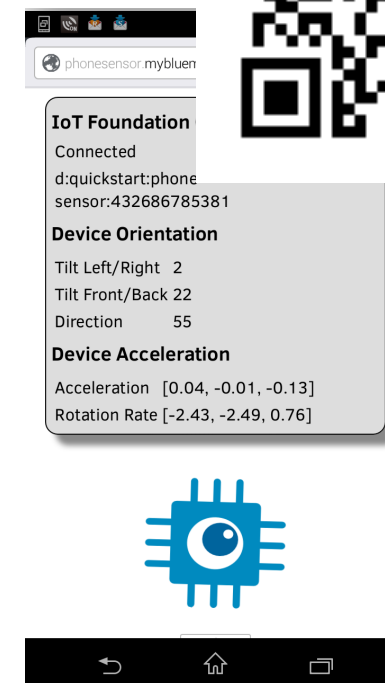 phonesensor.mybluem
IoT Foundation
Connected
d:quickstart:phone
sensor:432686785381
Device Orientation
Tilt Left/Right 2
Tilt Front/Back 22
Direction 55
Device Acceleration
Acceleration [0.04, -0.01, -0.13]
Rotation Rate [-2.43, -2.49, 0.76]